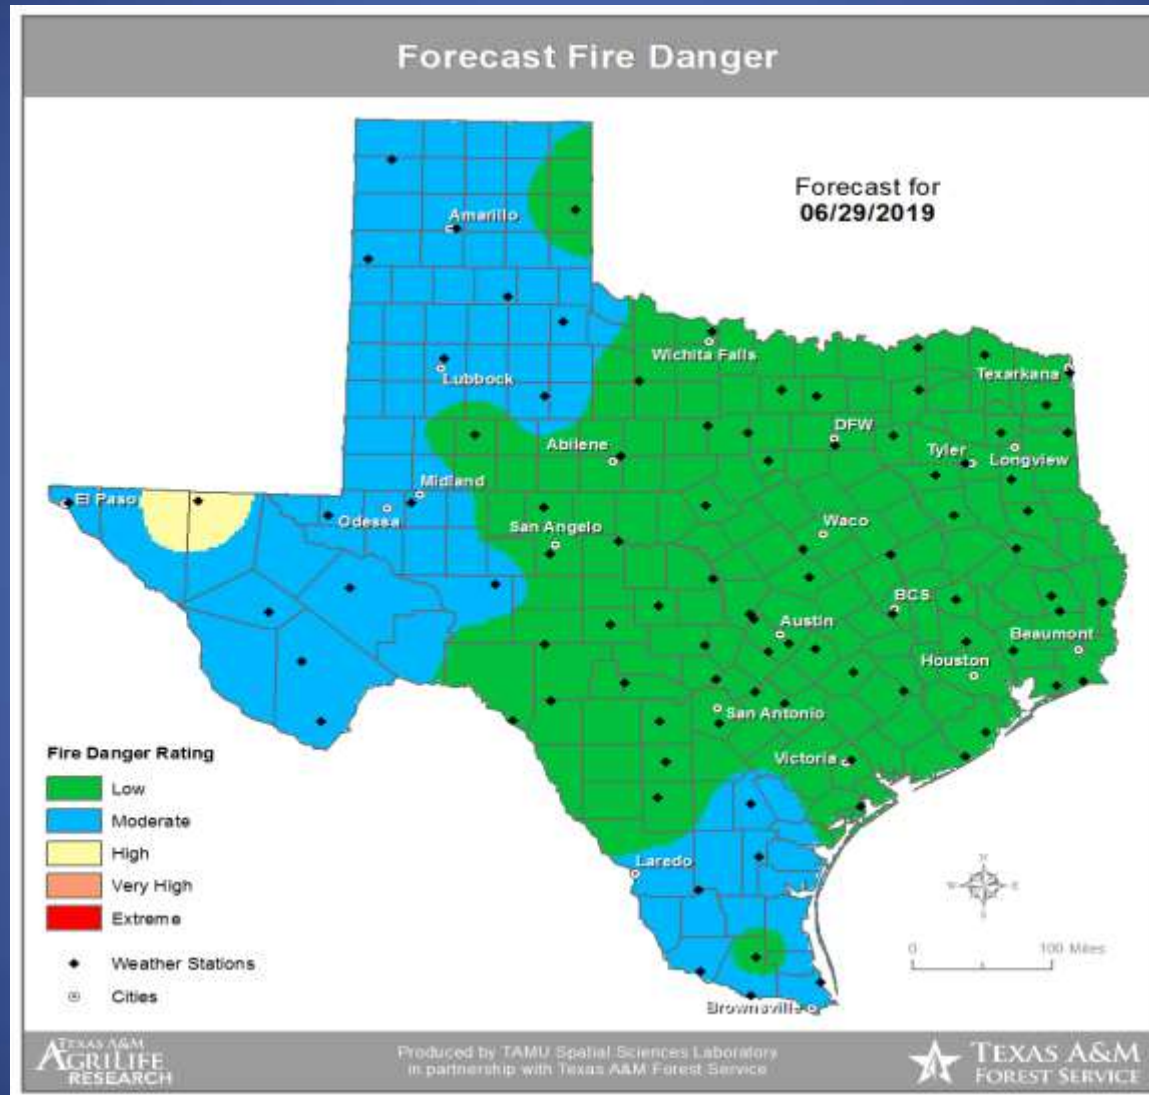 Forecast Fire Danger
Forecast for
06/29/2019
Amarillo
Lubbock
Wichita Falls
Texarkana
DFW
Abilene
Tyler
Longview
Midland
El Paso
Odessa
San Angelo
Waco
BCS
Austin
Beaumont
Houston
San Antonio
Victoria
Laredo
Brownsville
Fire Danger Rating
Low
Moderate
High
Very High
Extreme
Weather Stations
Cities
N
W
E
S
0
100 Miles
TEXAS A&M
AGRILIFE
RESEARCH
Produced by TAMU Spatial Sciences Laboratory
in partnership with Texas A&M Forest Service
TEXAS A&M
FOREST SERVICE